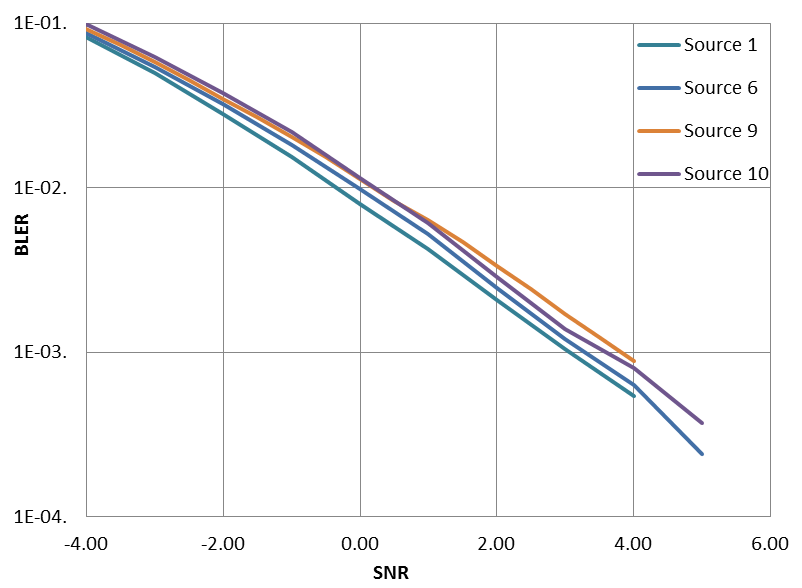 1E-01.
Source 1
Source 6
Source 9
Source 10
1E-02.
BLER
1E-03.
1E-04.
-4.00 -2.00 0.00 2.00 4.00 6.00
SNR